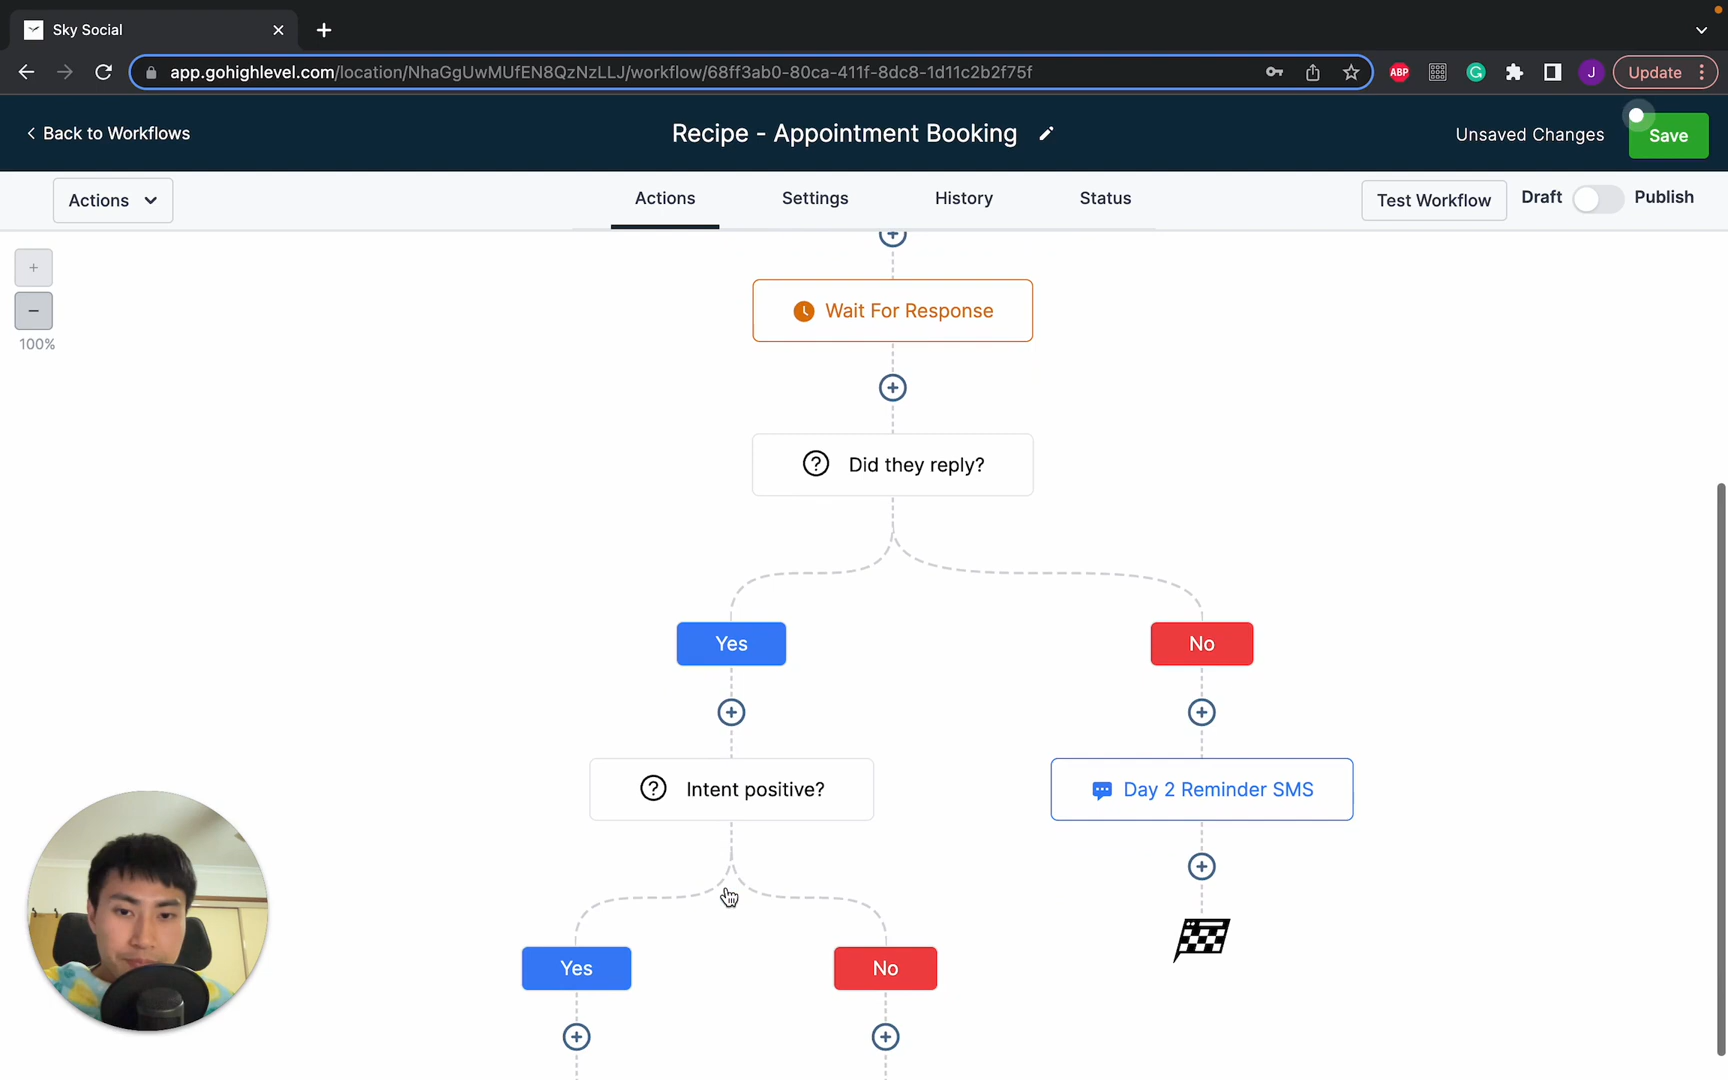 Sky Social
app.gohighlevel.com/location/NhaGgUwMUfEN8QzNzLLJ/workflow/68ff3ab0-80ca-411f-8dc8-1d11c2b2f75f
ABP
J
Update
Back to Workflows
Recipe - Appointment Booking
Unsaved Changes
Save
Actions
Actions
Settings
History
Status
Test Workflow
Draft
Publish
100%
Wait For Response
Did they reply?
Yes
No
Intent positive?
Day 2 Reminder SMS
Yes
No